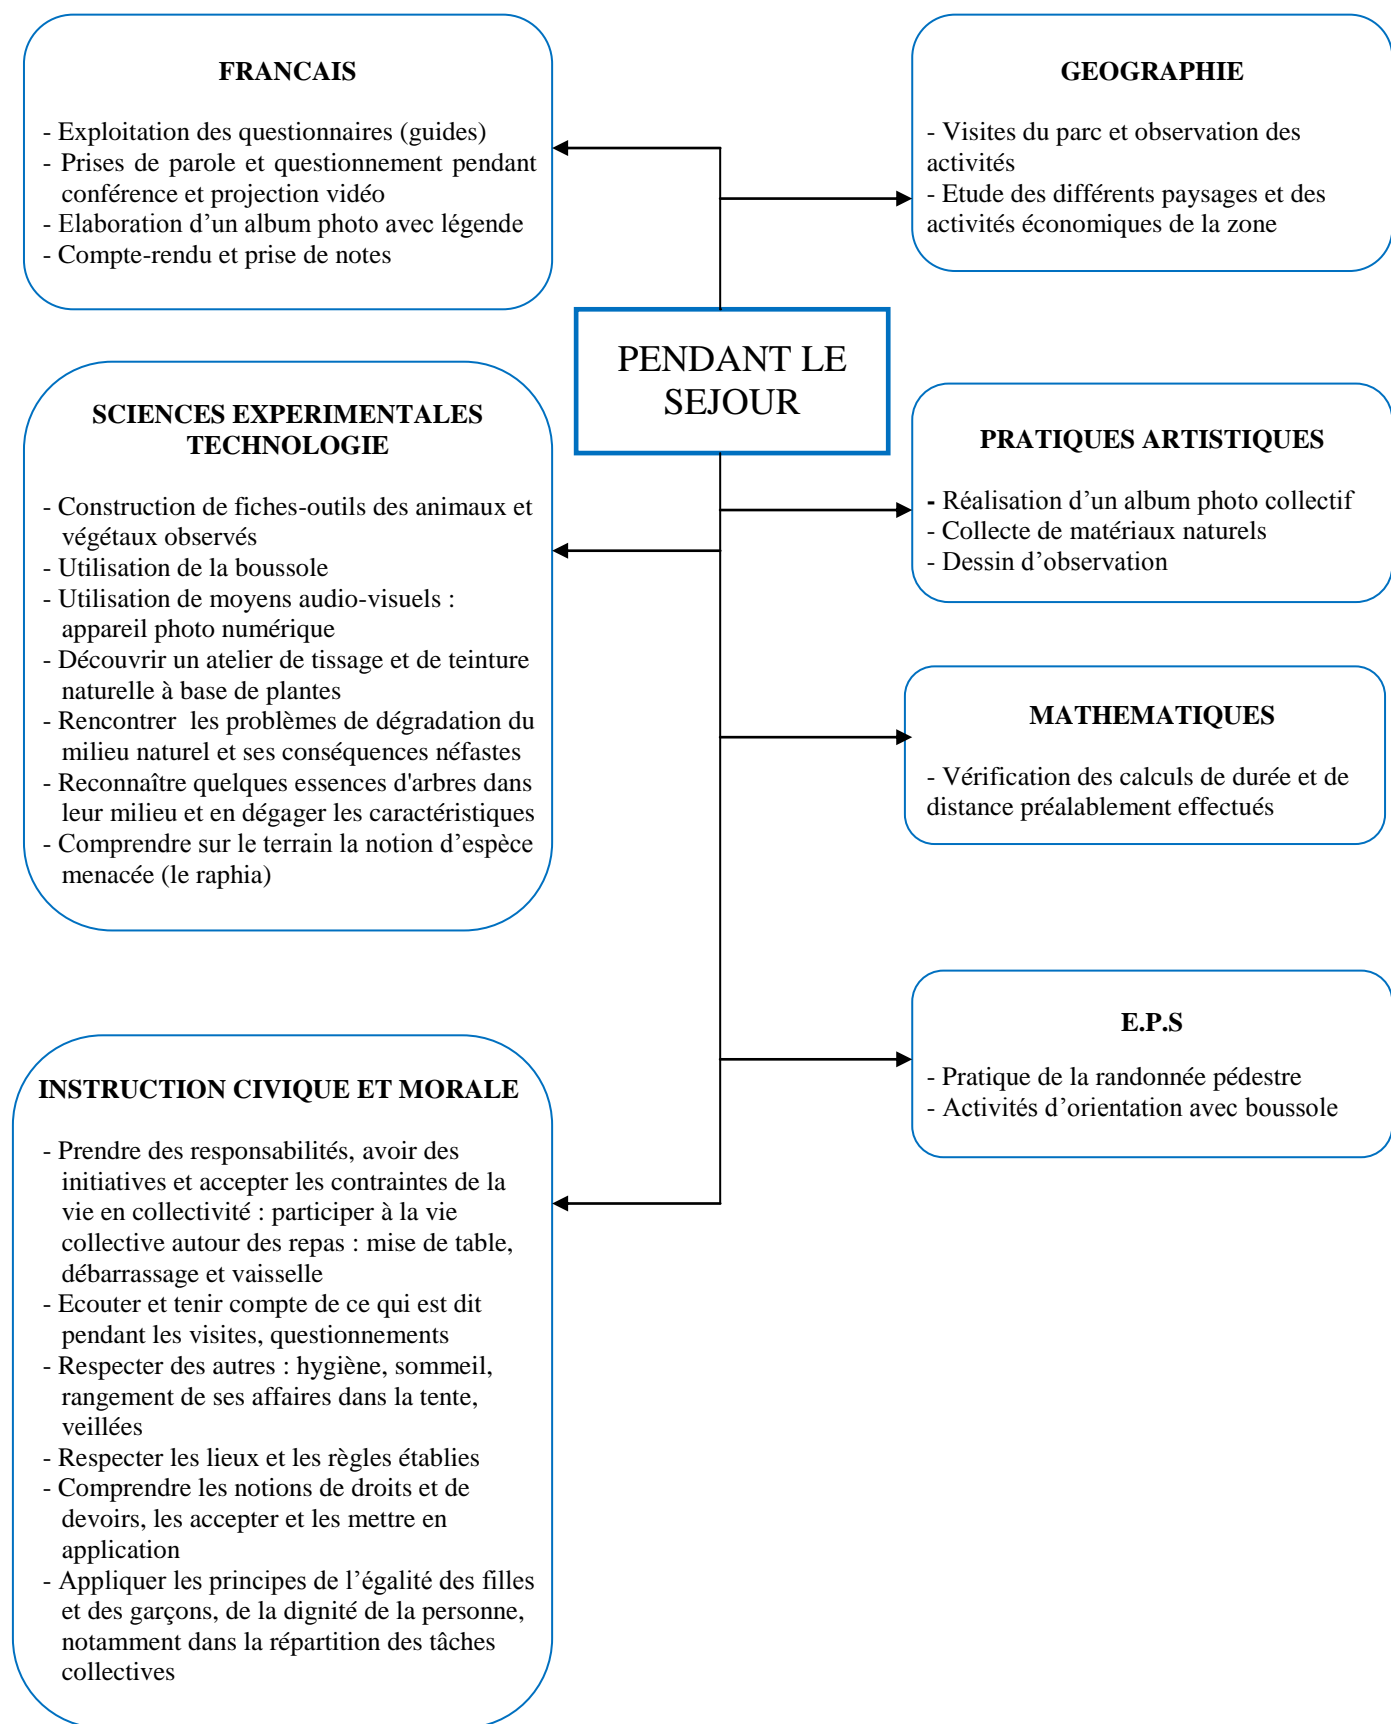 FRANCAIS
- Exploitation des questionnaires (guides)
- Prises de parole et questionnement pendant
conférence et projection vidéo
- Elaboration d’un album photo avec légende
- Compte-rendu et prise de notes
GEOGRAPHIE
- Visites du parc et observation des
activités
- Etude des différents paysages et des
activités économiques de la zone
PENDANT LE
SEJOUR
SCIENCES EXPERIMENTALES
TECHNOLOGIE
- Construction de fiches-outils des animaux et
végétaux observés
- Utilisation de la boussole
- Utilisation de moyens audio-visuels :
appareil photo numérique
- Découvrir un atelier de tissage et de teinture
naturelle à base de plantes
- Rencontrer les problèmes de dégradation du
milieu naturel et ses conséquences néfastes
- Reconnaître quelques essences d'arbres dans
leur milieu et en dégager les caractéristiques
- Comprendre sur le terrain la notion d’espèce
menacée (le raphia)
PRATIQUES ARTISTIQUES
- Réalisation d’un album photo collectif
- Collecte de matériaux naturels
- Dessin d’observation
MATHEMATIQUES
- Vérification des calculs de durée et de
distance préalablement effectués
E.P.S
- Pratique de la randonnée pédestre
- Activités d’orientation avec boussole
INSTRUCTION CIVIQUE ET MORALE
- Prendre des responsabilités, avoir des
initiatives et accepter les contraintes de la
vie en collectivité : participer à la vie
collective autour des repas : mise de table,
débarrassage et vaisselle
- Ecouter et tenir compte de ce qui est dit
pendant les visites, questionnements
- Respecter des autres : hygiène, sommeil,
rangement de ses affaires dans la tente,
veillées
- Respecter les lieux et les règles établies
- Comprendre les notions de droits et de
devoirs, les accepter et les mettre en
application
- Appliquer les principes de l’égalité des filles
et des garçons, de la dignité de la personne,
notamment dans la répartition des tâches
collectives